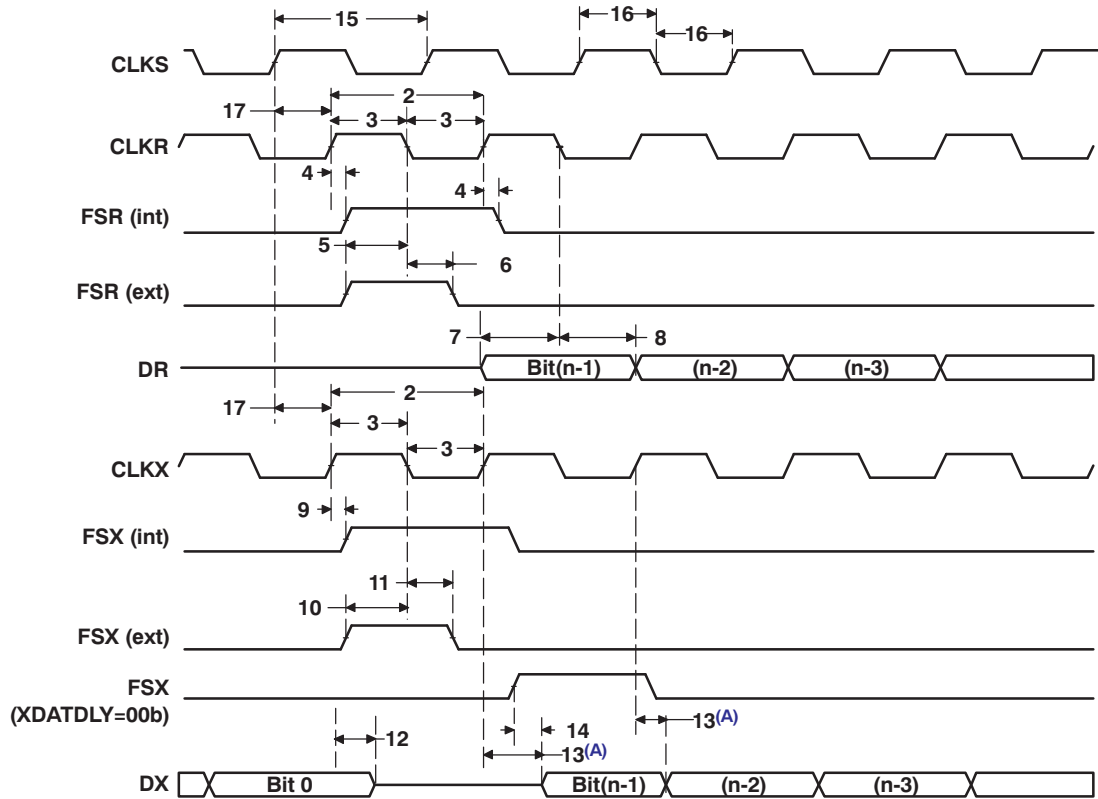 15
16
16
CLKS
2
17
3
3
CLKR
4
4
FSR (int)
5
6
FSR (ext)
7
8
DR
Bit(n-1)
(n-2)
(n-3)
2
17
3
3
CLKX
9
FSX (int)
11
10
FSX (ext)
FSX
(XDATDLY=00b)
13(A)
14
12
13(A)
DX
Bit 0
Bit(n-1)
(n-2)
(n-3)